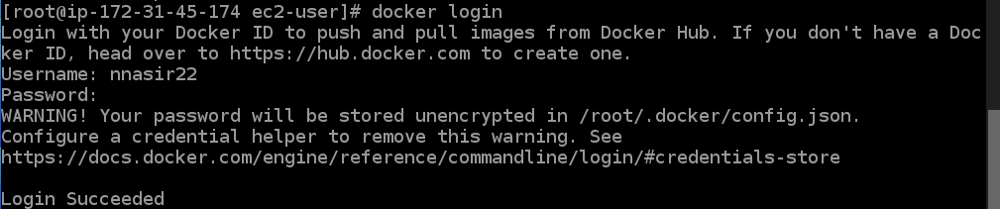 [root@ip-172-31-45-174 ec2-user]# docker login
Login with your Docker ID to push and pull images from Docker Hub. If you don't have a Doc
ker ID, head over to https://hub.docker.com to create one.
Username: nnasir22
Password:
WARNING! Your password will be stored unencrypted in /root/.docker/config.json.
Configure a credential helper to remove this warning. See
https://docs.docker.com/engine/reference/commandline/login/#credentials-store
Login Succeeded